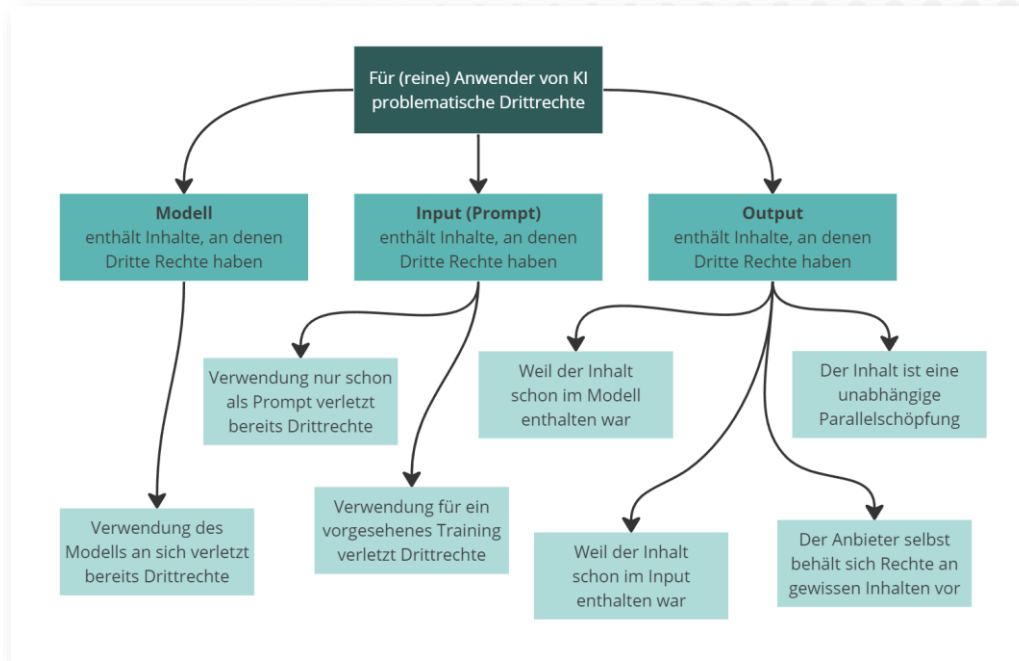 Für (reine) Anwender von KI
problematische Drittrechte
Modell
enthält Inhalte, an denen
Dritte Rechte haben
Input (Prompt)
enthält Inhalte, an denen
Dritte Rechte haben
Output
enthält Inhalte, an denen
Dritte Rechte haben
Verwendung nur schon
als Prompt verletzt
bereits Drittrechte
Weil der Inhalt
schon im Modell
enthalten war
Der Inhalt ist eine
unabhängige
Parallelschöpfung
Verwendung des
Modells an sich verletzt
bereits Drittrechte
Verwendung für ein
vorgesehenes Training
verletzt Drittrechte
Weil der Inhalt
schon im Input
enthalten war
Der Anbieter selbst
behält sich Rechte an
gewissen Inhalten vor